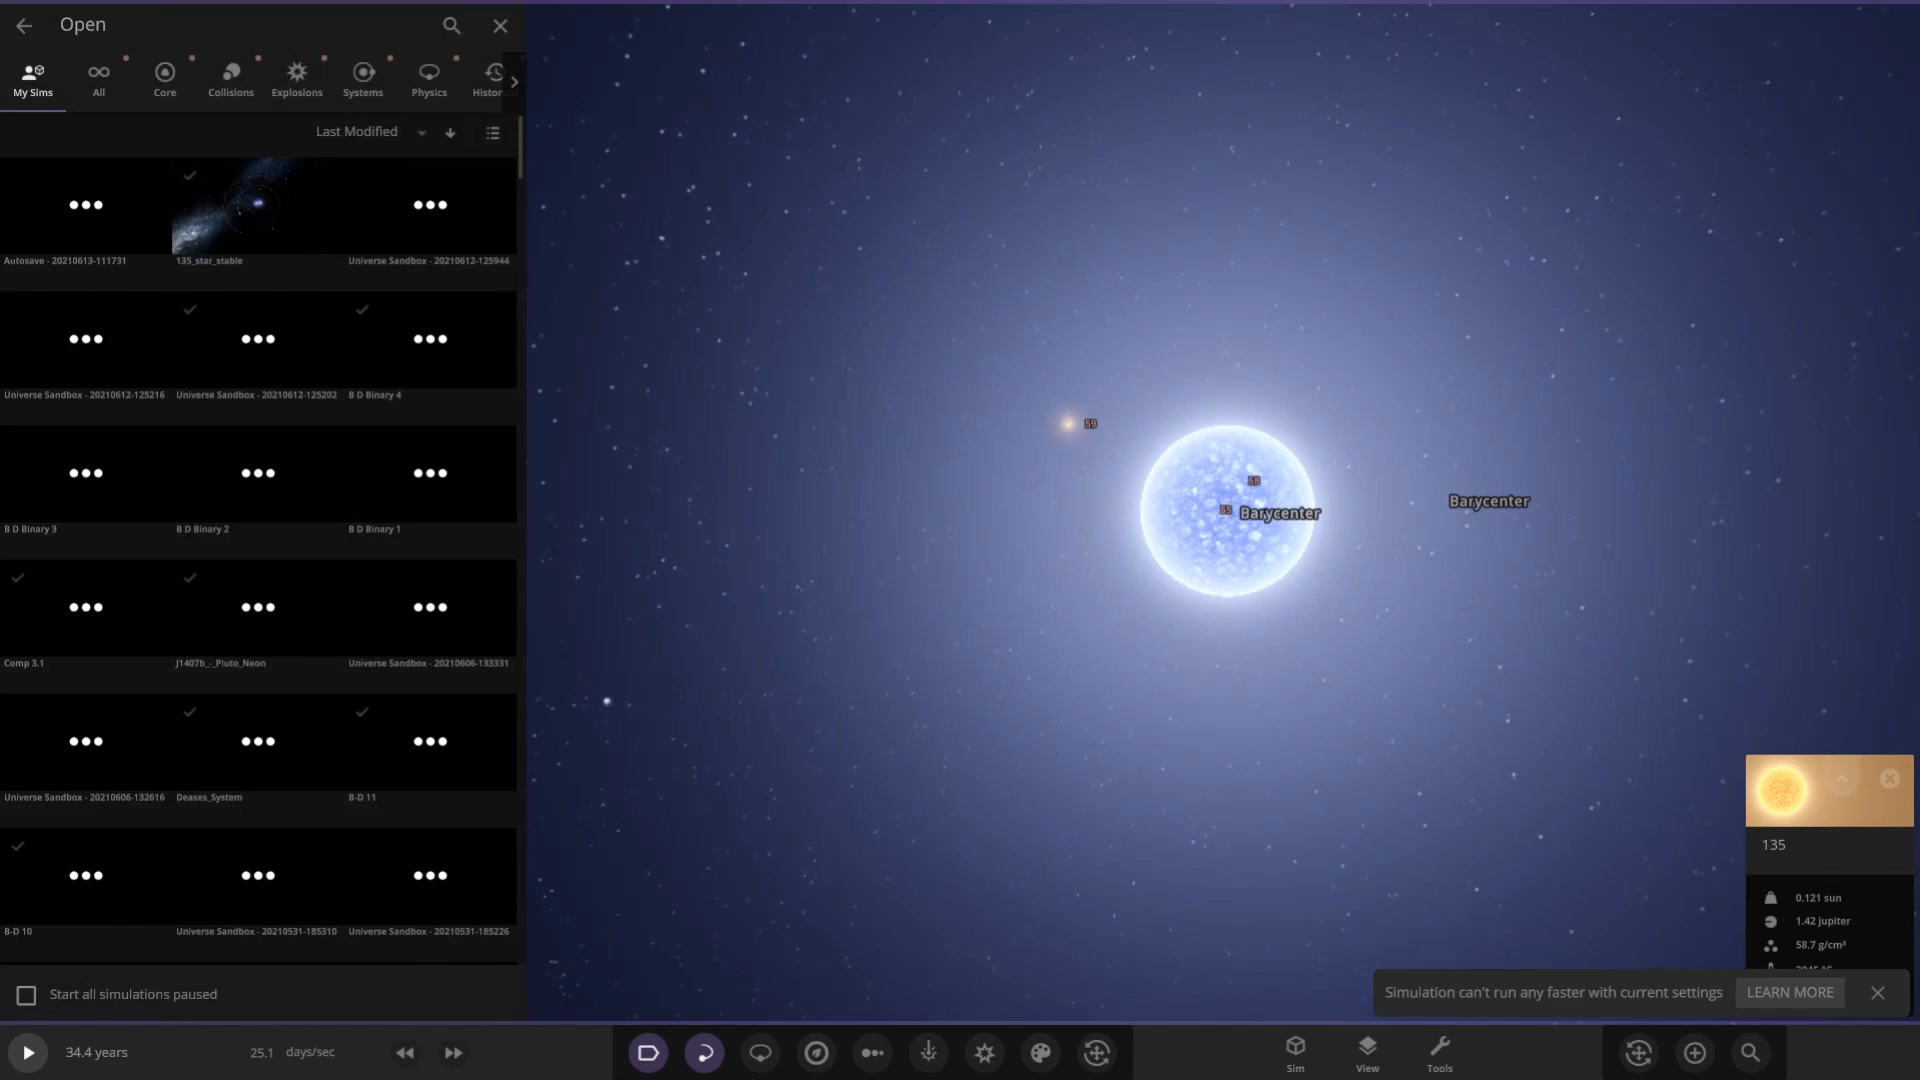 Open
My Sims
All
Core
Collisions
Explosions
Systems
Physics
Last Modified
Autosave - 20210613-111731
135_star_stable
Universe Sandbox - 20210612-125944
Universe Sandbox - 20210612-125216
Universe Sandbox - 20210612-125202
B D Binary 4
B D Binary 3
B D Binary 2
B D Binary 1
Comp 3.1
J1407b_-_Pluto_Neon
Universe Sandbox - 20210606-133331
Universe Sandbox - 20210606-132616
Deases_System
B-D 11
B-D 10
Universe Sandbox - 20210531-185310
Universe Sandbox - 20210531-185226
Start all simulations paused
59
58
55
Barycenter
Barycenter
135
0.121 sun
1.42 jupiter
58.7 g/cm³
Simulation can't run any faster with current settings
LEARN MORE
34.4 years
25.1 days/sec
Sim
View
Tools